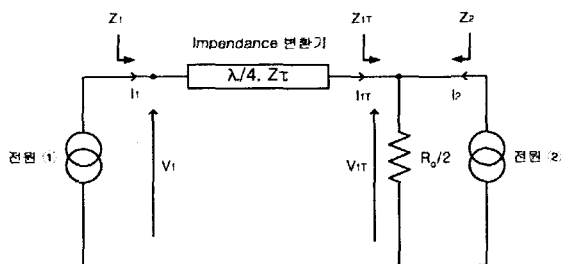 Z1
Z1T
Z2
Impendance 변환기
λ/4. Zτ
I1
I1T
I2
전원 ①
V1
V1T
Ro/2
전원 ②